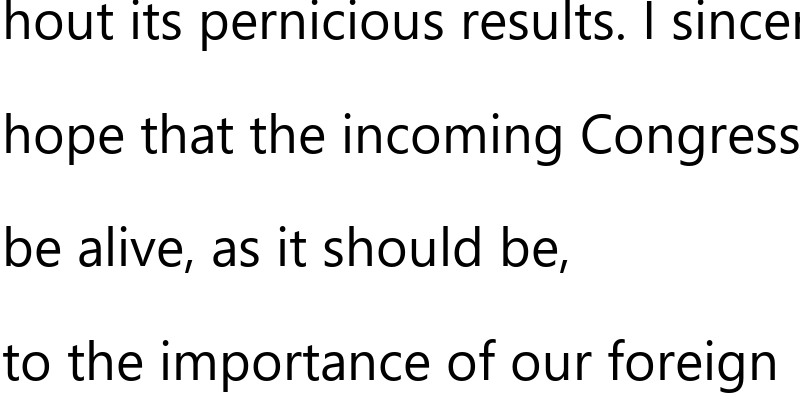 hout its pernicious results. I sincer
hope that the incoming Congress
be alive, as it should be,
to the importance of our foreign